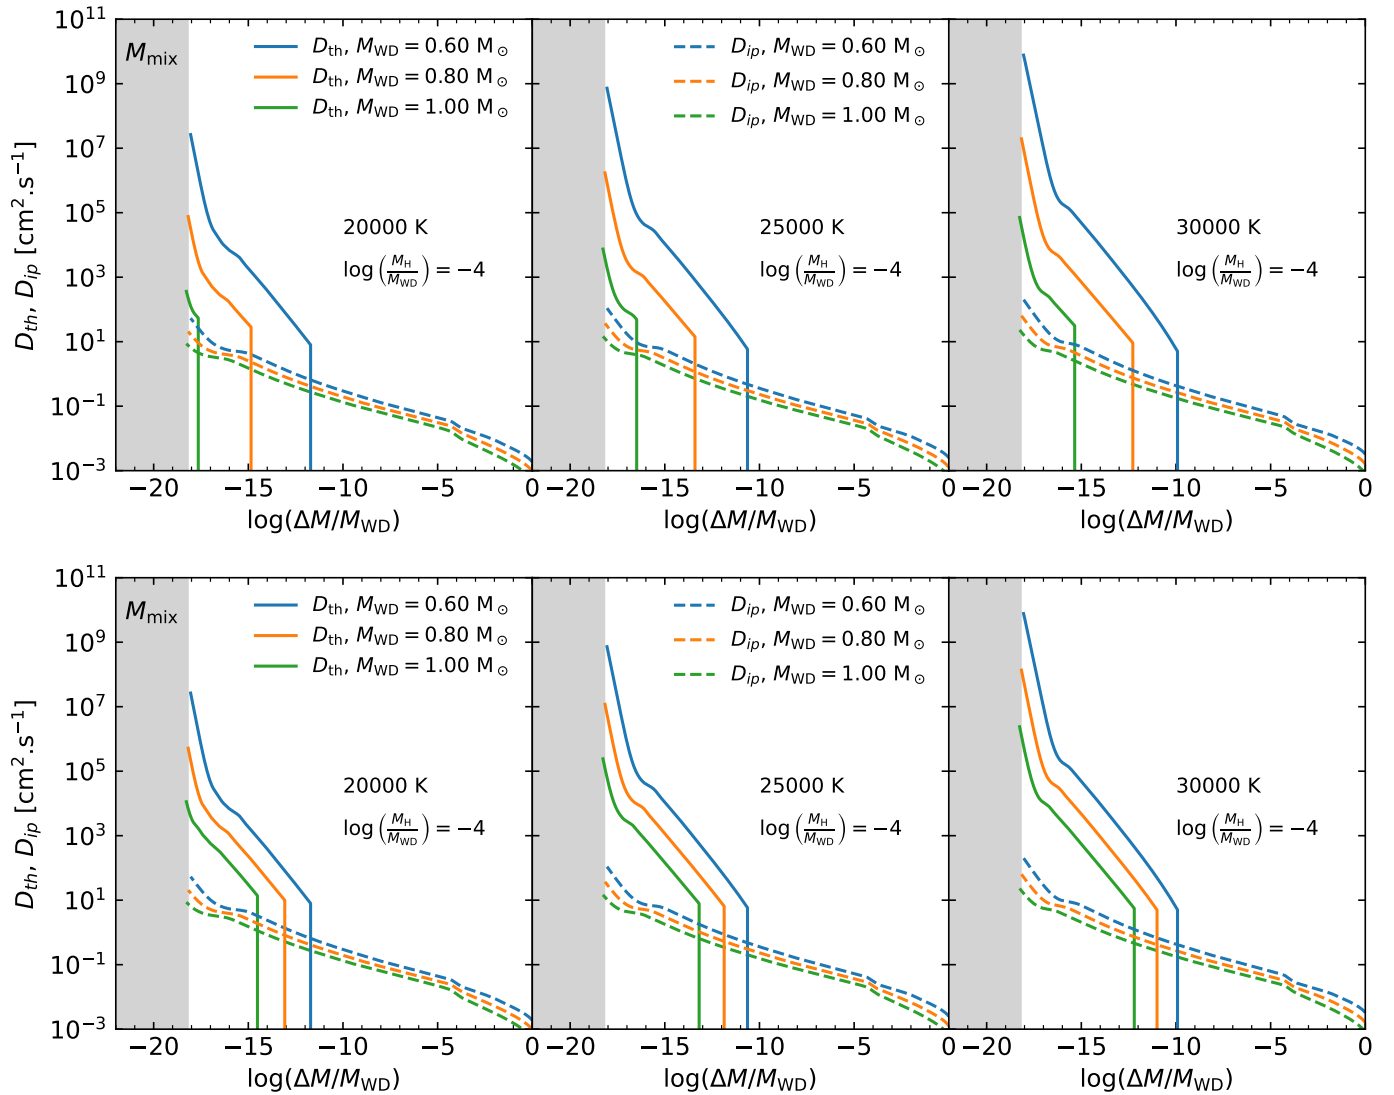 10^11
10^9
10^7
10^5
10^3
10^1
10^−1
10^−3
D_th, D_ip [cm².s⁻¹]
M_mix
D_th, M_WD = 0.60 M_⊙
D_th, M_WD = 0.80 M_⊙
D_th, M_WD = 1.00 M_⊙
20000 K
log(M_H/M_WD) = −4
D_ip, M_WD = 0.60 M_⊙
D_ip, M_WD = 0.80 M_⊙
D_ip, M_WD = 1.00 M_⊙
25000 K
log(M_H/M_WD) = −4
30000 K
log(M_H/M_WD) = −4
−20 −15 −10 −5 0 −20 −15 −10 −5 0 −20 −15 −10 −5 0
log(ΔM/M_WD) log(ΔM/M_WD) log(ΔM/M_WD)
10^11
10^9
10^7
10^5
10^3
10^1
10^−1
10^−3
D_th, D_ip [cm².s⁻¹]
M_mix
D_th, M_WD = 0.60 M_⊙
D_th, M_WD = 0.80 M_⊙
D_th, M_WD = 1.00 M_⊙
20000 K
log(M_H/M_WD) = −4
D_ip, M_WD = 0.60 M_⊙
D_ip, M_WD = 0.80 M_⊙
D_ip, M_WD = 1.00 M_⊙
25000 K
log(M_H/M_WD) = −4
30000 K
log(M_H/M_WD) = −4
−20 −15 −10 −5 0 −20 −15 −10 −5 0 −20 −15 −10 −5 0
log(ΔM/M_WD) log(ΔM/M_WD) log(ΔM/M_WD)